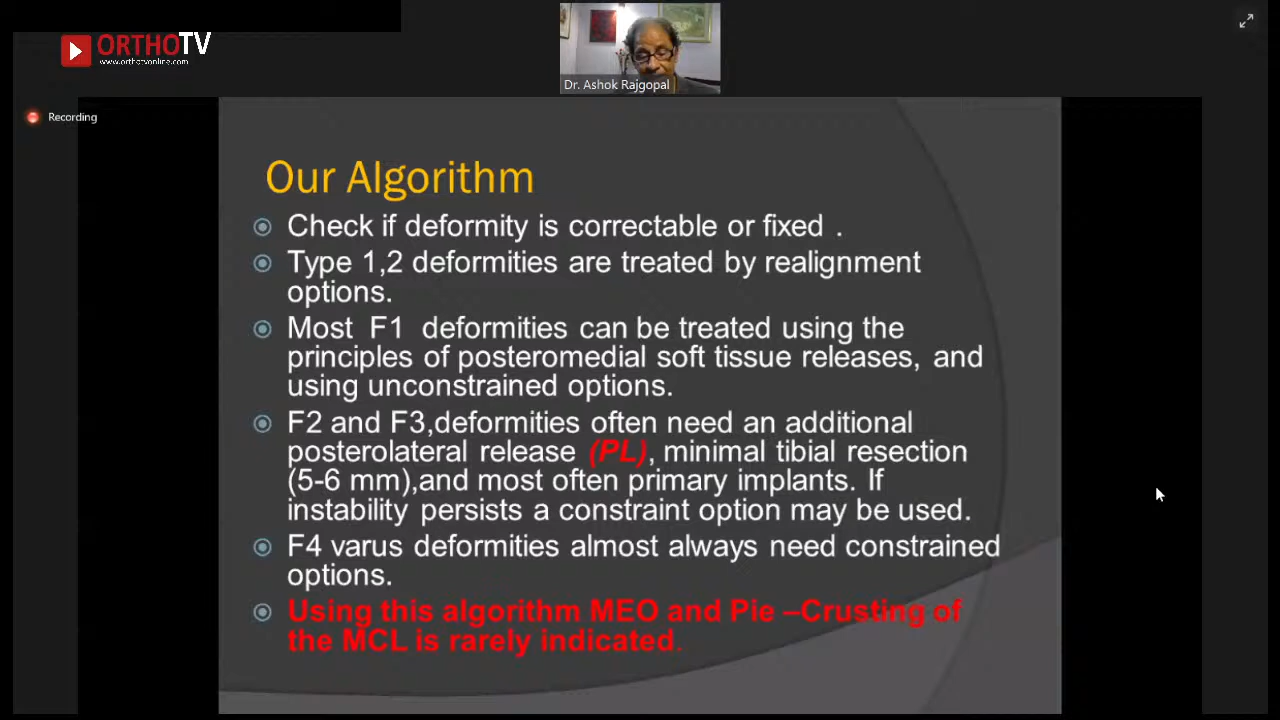 ORTHOTV
www.orthotvonline.com
Dr. Ashok Rajgopal
Recording
Our Algorithm
Check if deformity is correctable or fixed .
Type 1,2 deformities are treated by realignment
options.
Most F1 deformities can be treated using the
principles of posteromedial soft tissue releases, and
using unconstrained options.
F2 and F3,deformities often need an additional
posterolateral release (PL), minimal tibial resection
(5-6 mm),and most often primary implants. If
instability persists a constraint option may be used.
F4 varus deformities almost always need constrained
options.
Using this algorithm MEO and Pie –Crusting of
the MCL is rarely indicated.